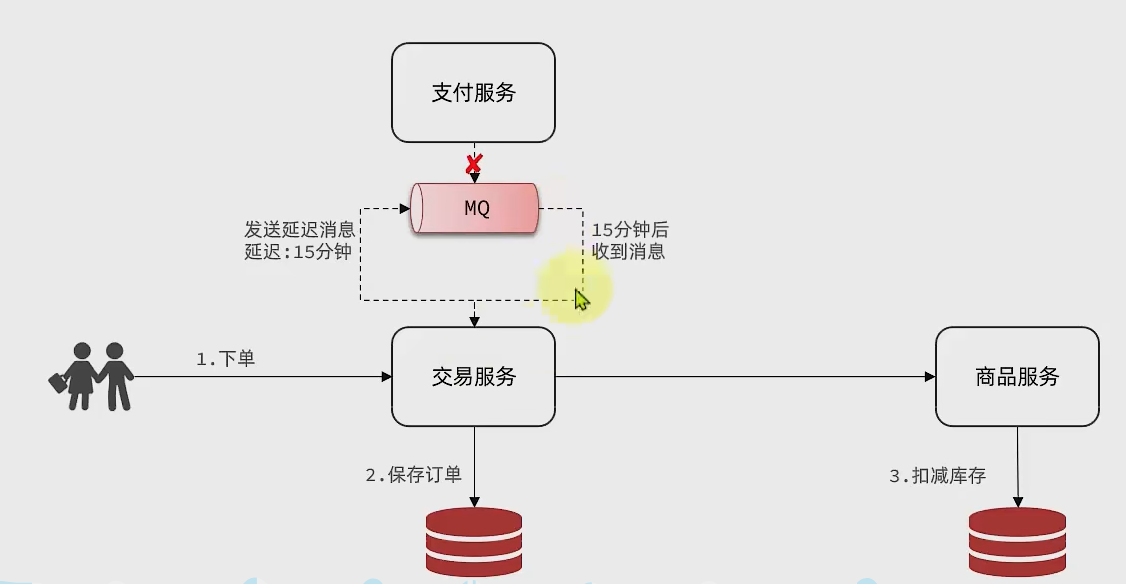 支付服务
MQ
发送延迟消息
延迟:15分钟
15分钟后
收到消息
1.下单
交易服务
商品服务
2.保存订单
3.扣减库存